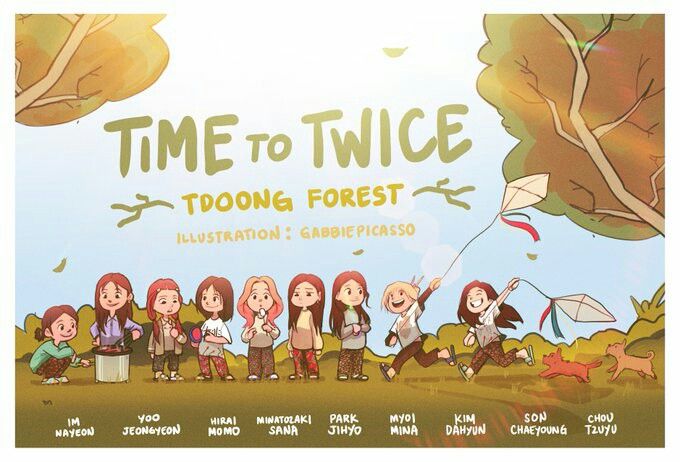 TIME TO TWICE
TDOONG FOREST
ILLUSTRATION : GABBIEPICASSO
IM NAYEON
YOO JEONGYEON
HIRAI MOMO
MINATOZAKI SANA
PARK JIHYO
MYOI MINA
KIM DAHYUN
SON CHAEYOUNG
CHOU TZUYU